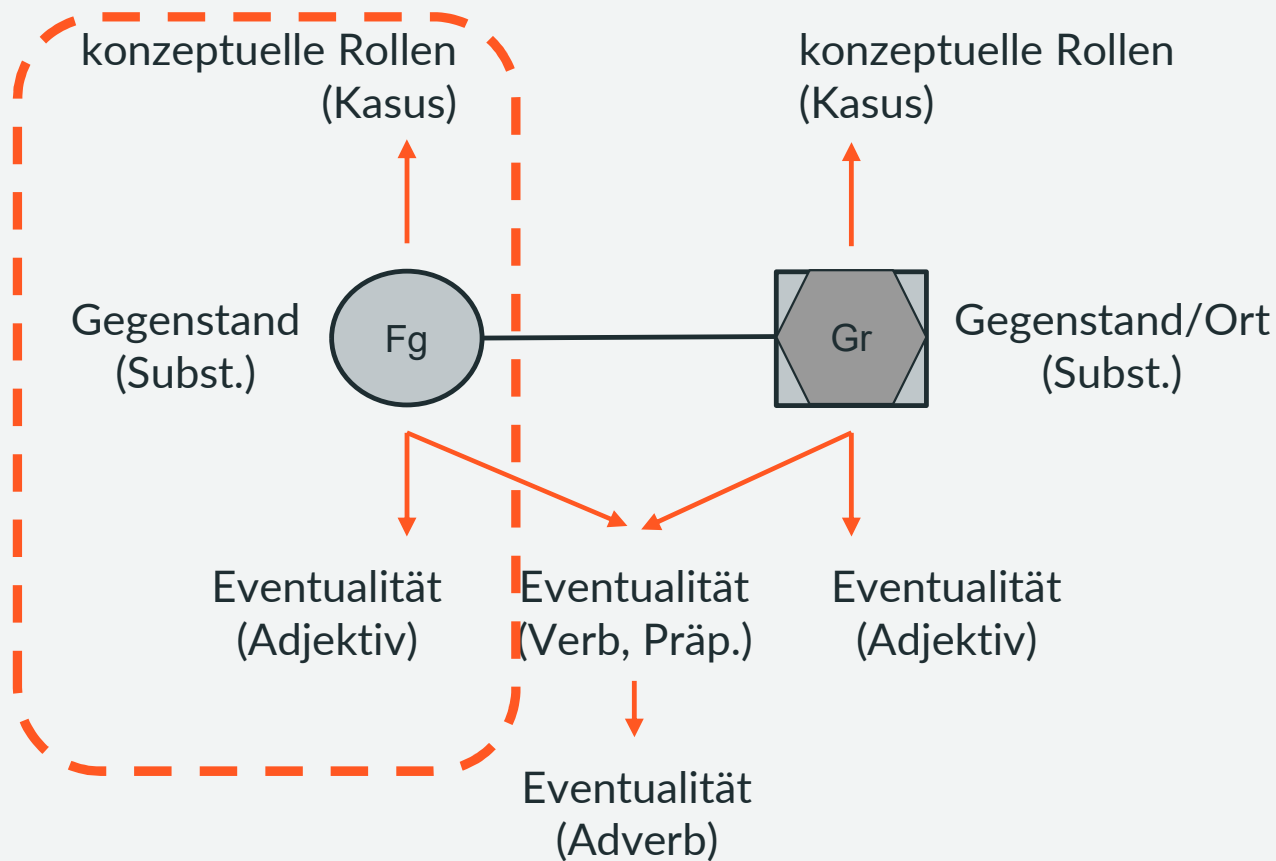 konzeptuelle Rollen
(Kasus)
konzeptuelle Rollen
(Kasus)
Gegenstand
(Subst.)
Fg
Gr
Gegenstand/Ort
(Subst.)
Eventualität
(Adjektiv)
Eventualität
(Verb, Präp.)
Eventualität
(Adjektiv)
Eventualität
(Adverb)